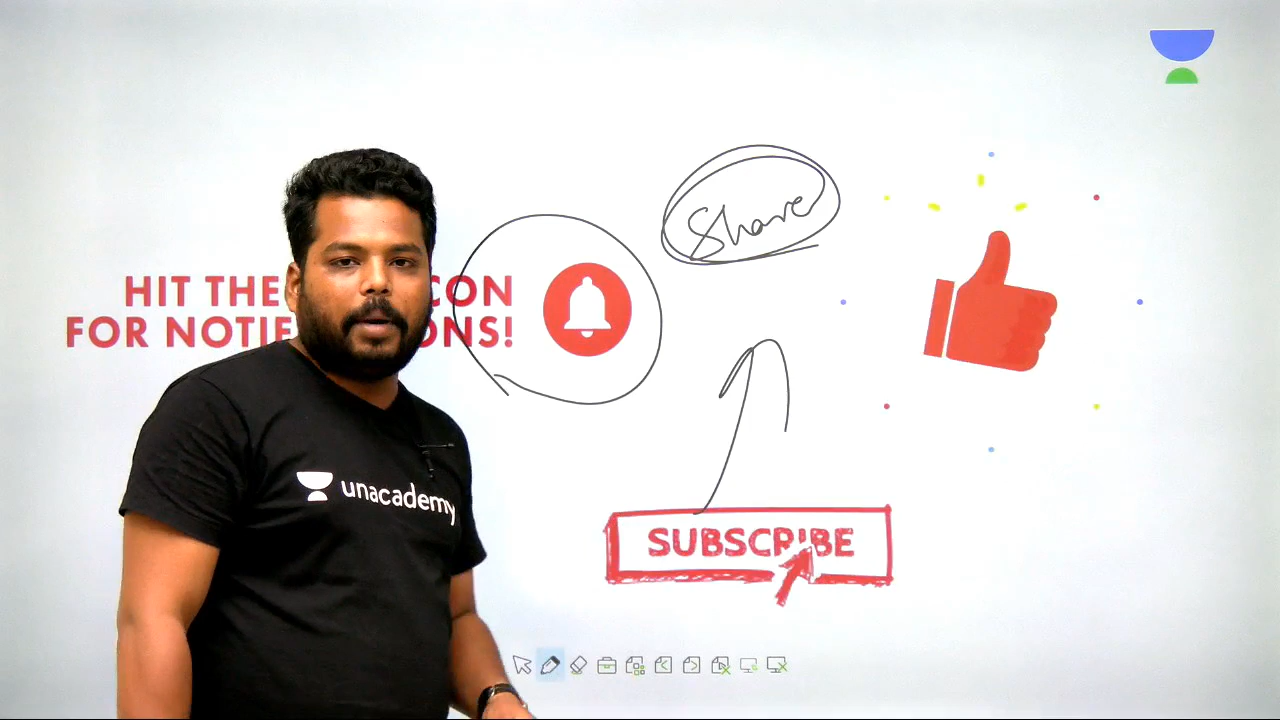 HIT THE CON
FOR NOTIF ONS!
Share
unacademy
SUBSCRIBE